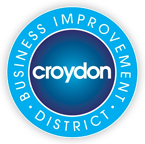 BUSINESS IMPROVEMENT
croydon
• DISTRICT •